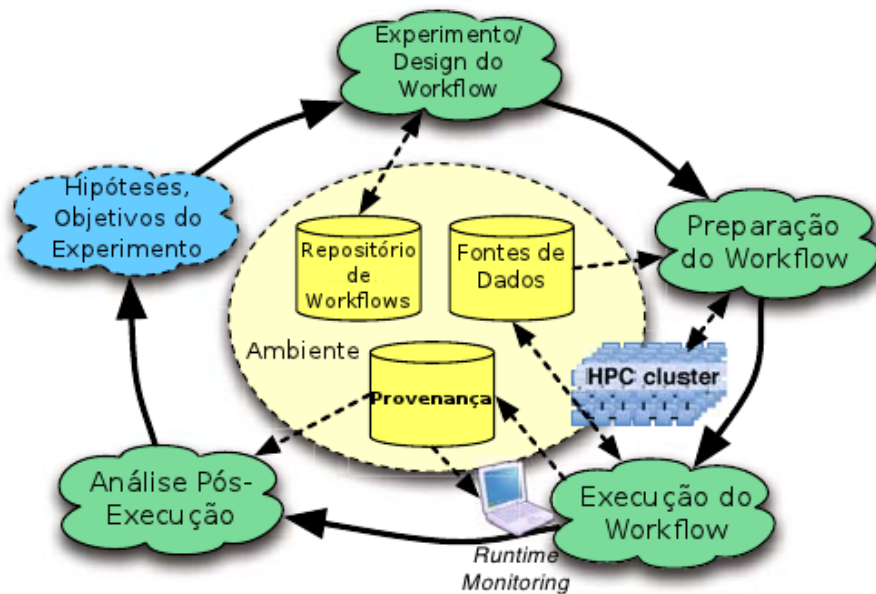 Experimento/
Design do
Workflow
Hipóteses,
Objetivos do
Experimento
Preparação
do Workflow
Repositório
de
Workflows
Fontes de
Dados
Ambiente
HPC cluster
Provenança
Análise Pós-
Execução
Execução do
Workflow
Runtime
Monitoring